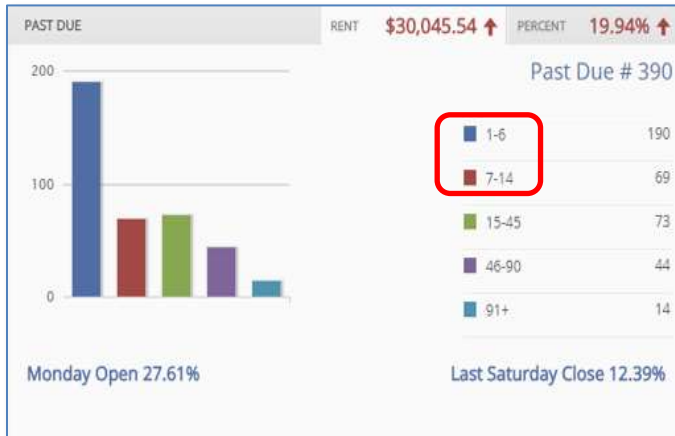 PAST DUE RENT $30,045.54 PERCENT 19.94%
Past Due # 390
200
100
0
1-6 190
7-14 69
15-45 73
46-90 44
91+ 14
Monday Open 27.61% Last Saturday Close 12.39%